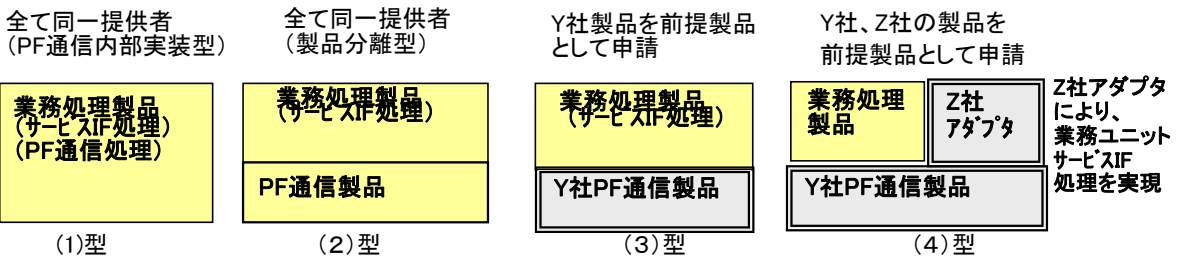 全て同一提供者
(PF通信内部実装型)
業務処理製品
(サービスIF処理)
(PF通信処理)
(1)型
全て同一提供者
(製品分離型)
業務処理製品
(サービスIF処理)
PF通信製品
(2)型
Y社製品を前提製品
として申請
業務処理製品
(サービスIF処理)
Y社PF通信製品
(3)型
Y社、Z社の製品を
前提製品として申請
業務処理
製品
Z社
アダプタ
Y社PF通信製品
Z社アダプタ
により、
業務ユニット
サービスIF
処理を実現
(4)型